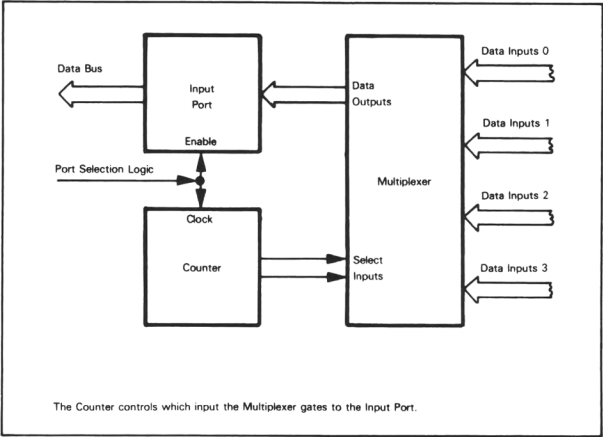 Data Bus
Input
Port
Enable
Port Selection Logic
Clock
Counter
Data
Outputs
Multiplexer
Select
Inputs
Data Inputs 0
Data Inputs 1
Data Inputs 2
Data Inputs 3
The Counter controls which input the Multiplexer gates to the Input Port.